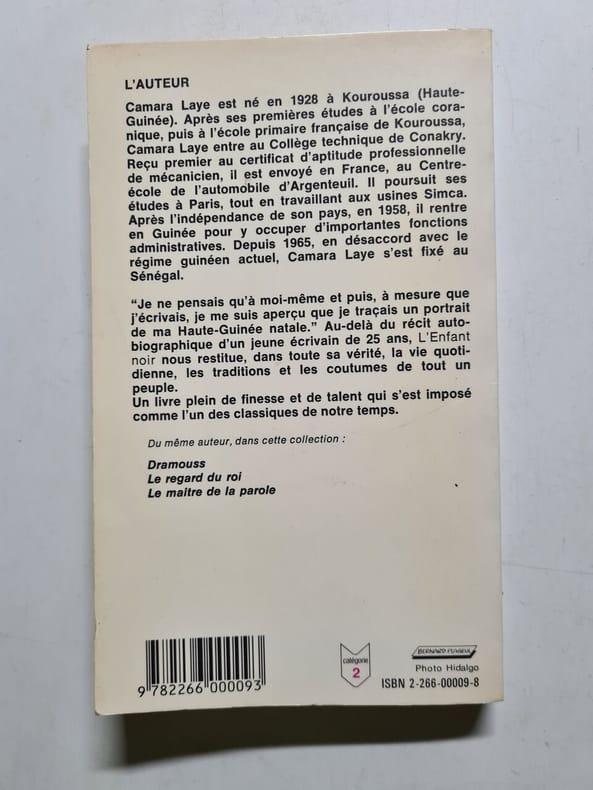 L'AUTEUR
Camara Laye est né en 1928 à Kouroussa (Haute-
Guinée). Après ses premières études à l'école cora-
nique, puis à l'école primaire française de Kouroussa,
Camara Laye entre au Collège technique de Conakry.
Reçu premier au certificat d'aptitude professionnelle
de mécanicien, il est envoyé en France, au Centre-
école de l'automobile d'Argenteuil. Il poursuit ses
études à Paris, tout en travaillant aux usines Simca.
Après l'indépendance de son pays, en 1958, il rentre
en Guinée pour y occuper d'importantes fonctions
administratives. Depuis 1965, en désaccord avec le
régime guinéen actuel, Camara Laye s'est fixé au
Sénégal.
“Je ne pensais qu'à moi-même et puis, à mesure que
j'écrivais, je me suis aperçu que je traçais un portrait
de ma Haute-Guinée natale.” Au-delà du récit auto-
biographique d'un jeune écrivain de 25 ans, L'Enfant
noir nous restitue, dans toute sa vérité, la vie quoti-
dienne, les traditions et les coutumes de tout un
peuple.
Un livre plein de finesse et de talent qui s'est imposé
comme l'un des classiques de notre temps.
Du même auteur, dans cette collection :
Dramouss
Le regard du roi
Le maitre de la parole
9 782266 000093
catégorie
2
BERNARD
Photo Hidalgo
ISBN 2-266-00009-8